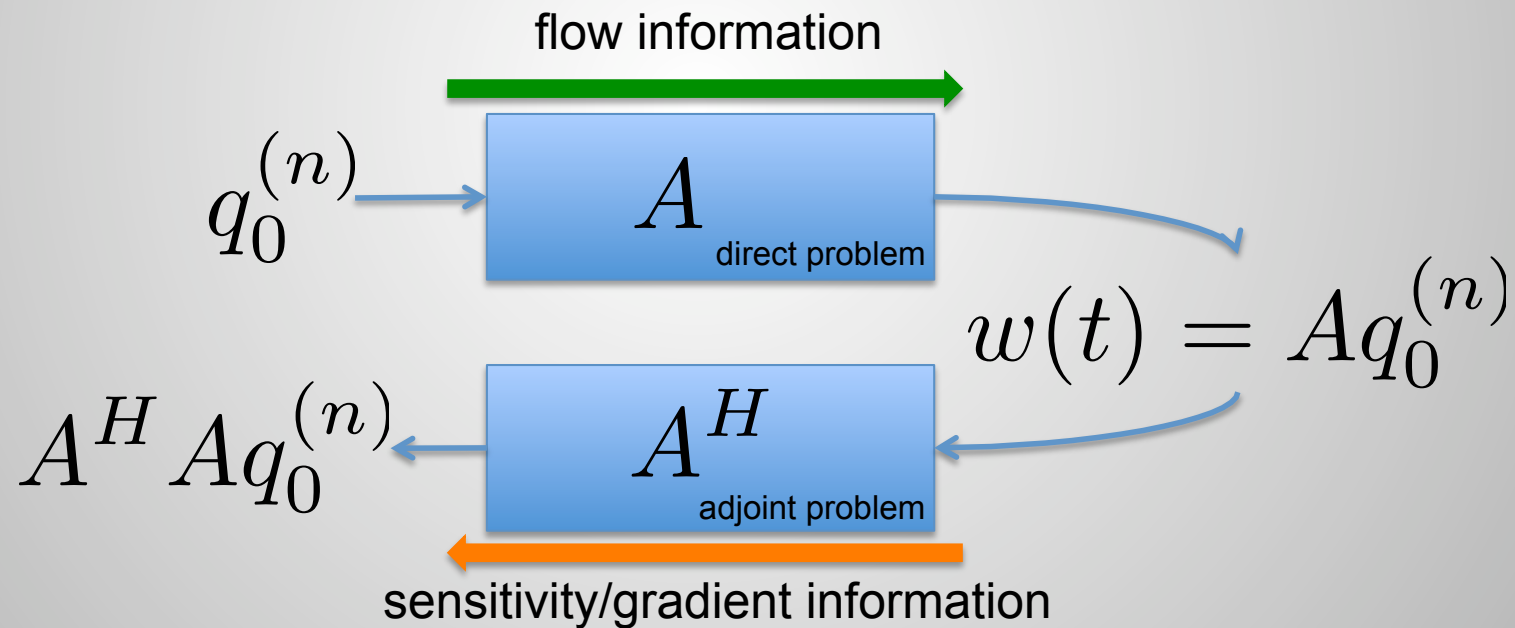 flow information
q_0^{(n)}
A
direct problem
w(t) = Aq_0^{(n)}
A^H Aq_0^{(n)}
A^H
adjoint problem
sensitivity/gradient information